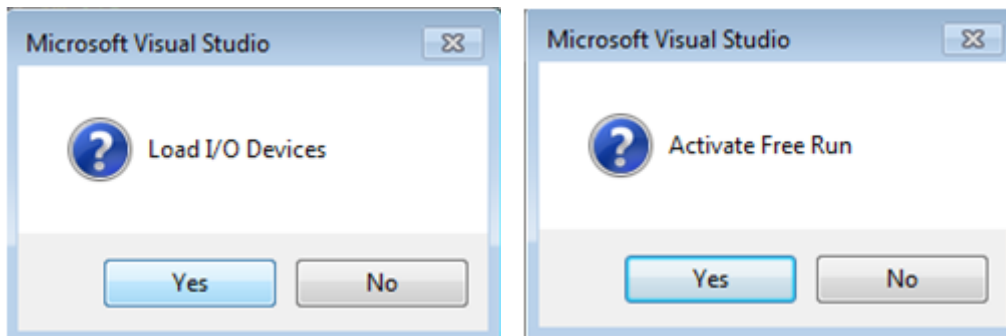 Microsoft Visual Studio
Load I/O Devices
Yes No
Microsoft Visual Studio
Activate Free Run
Yes No